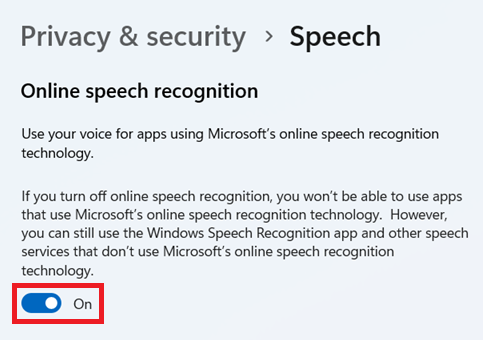 Privacy & security > Speech
Online speech recognition
Use your voice for apps using Microsoft’s online speech recognition
technology.
If you turn off online speech recognition, you won’t be able to use apps
that use Microsoft’s online speech recognition technology.  However,
you can still use the Windows Speech Recognition app and other speech
services that don’t use Microsoft’s online speech recognition
technology.
On